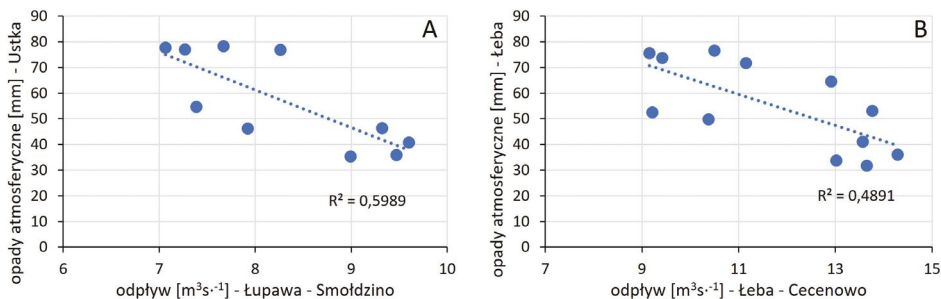 A
opady atmosferyczne [mm] - Ustka
90
80
70
60
50
40
30
20
10
0
R² = 0,5989
6 7 8 9 10
odpływ [m³s·⁻¹] - Łupawa - Smołdzino
B
opady atmosferyczne [mm] - Łeba
90
80
70
60
50
40
30
20
10
0
R² = 0,4891
7 9 11 13 15
odpływ [m³s·⁻¹] - Łeba - Cecenowo